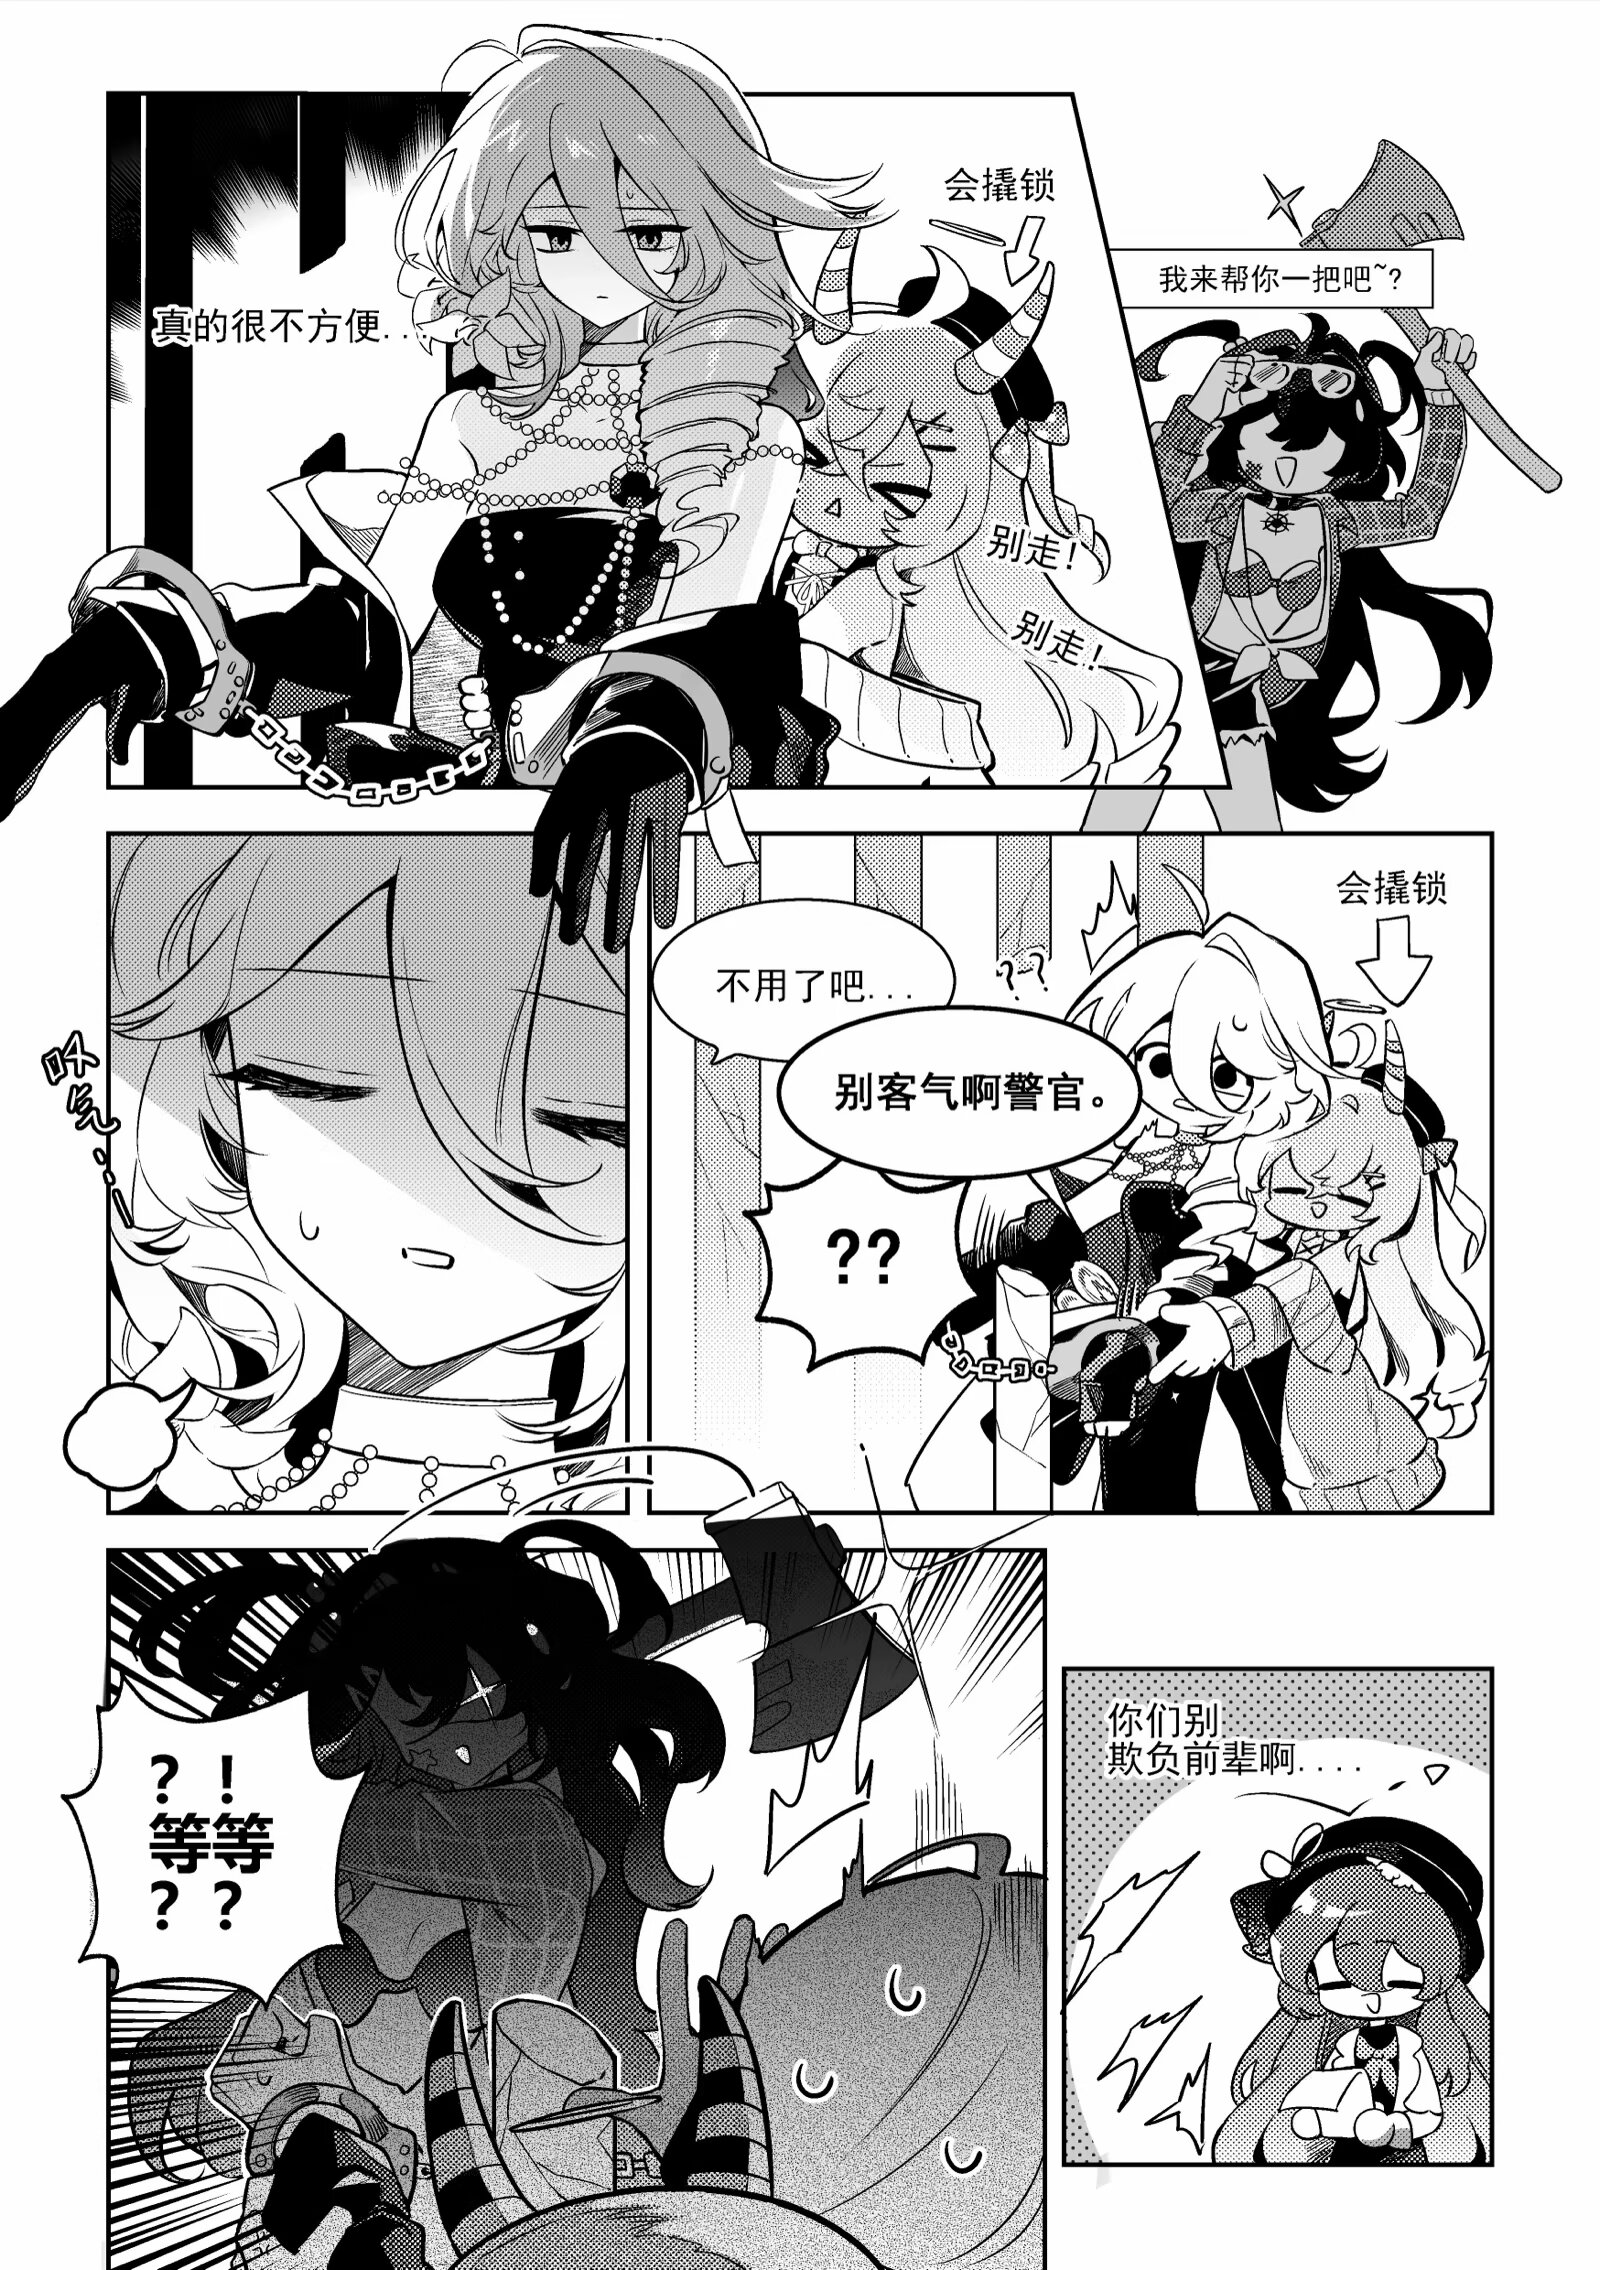 会撬锁
我来帮你一把吧~?
真的很不方便...
别走!
别走!
叹气...
会撬锁
不用了吧...
??
别客气啊警官。
??
?!
等等
??
你们别
欺负前辈啊....